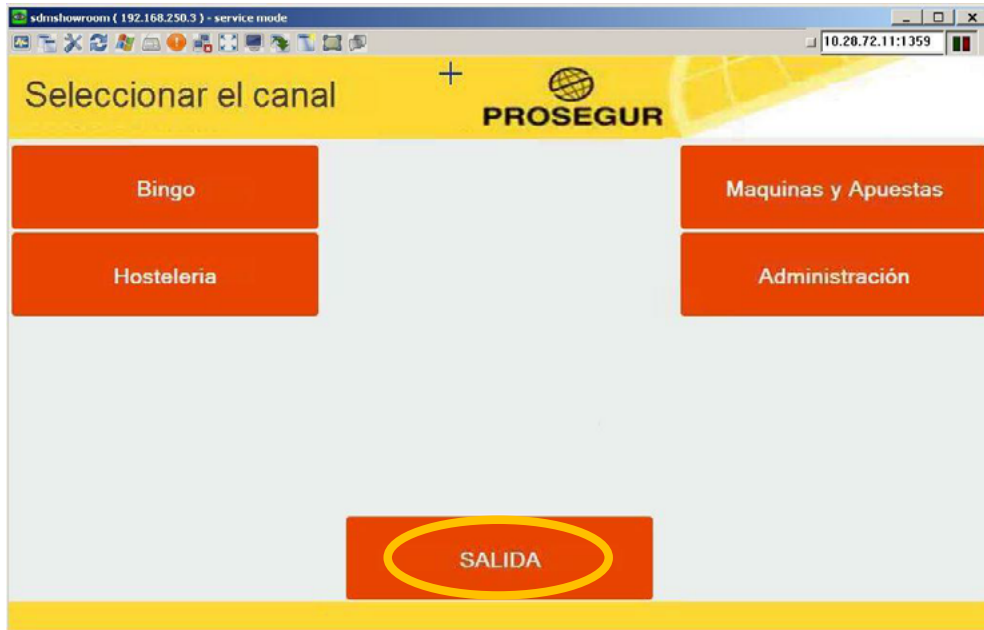 sdmshowroom ( 192.168.250.3 ) - service mode
10.28.72.11:1359
Seleccionar el canal
PROSEGUR
Bingo
Maquinas y Apuestas
Hosteleria
Administración
SALIDA